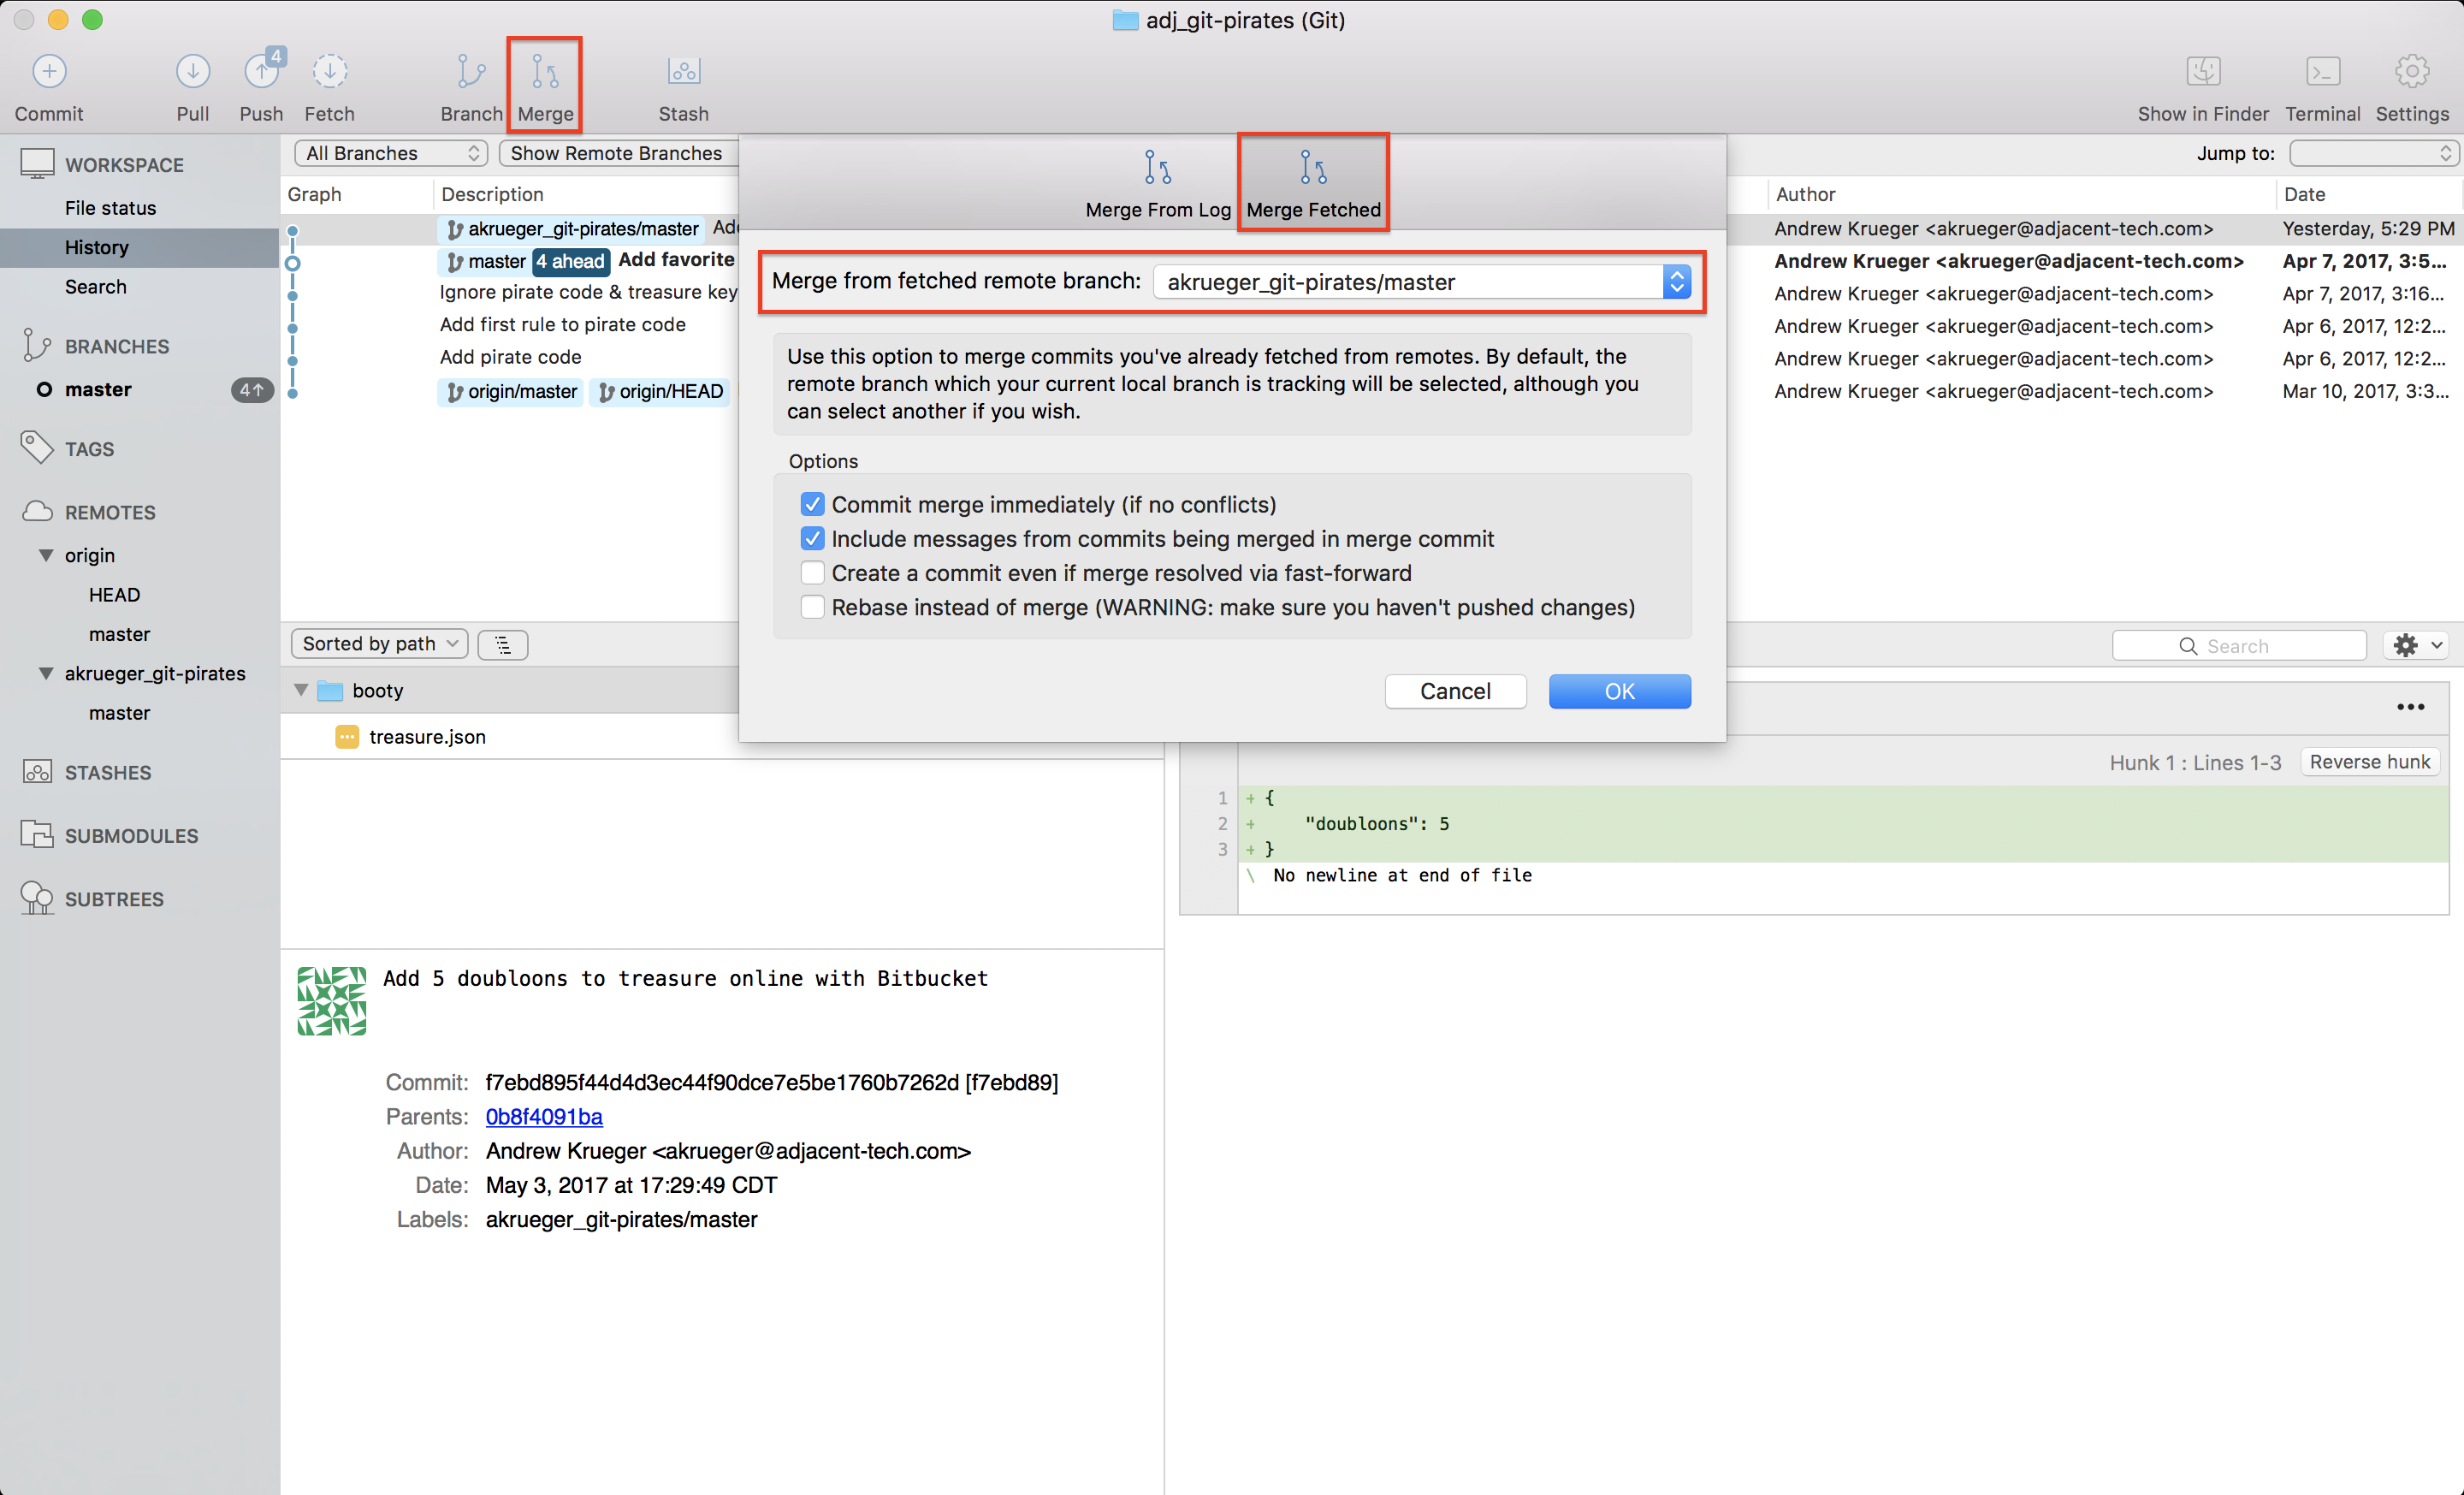 adj_git-pirates (Git)
4
Commit Pull Push Fetch Branch Merge Stash Show in Finder Terminal Settings
WORKSPACE
File status
History
Search
BRANCHES
master 4↑
TAGS
REMOTES
origin
HEAD
master
akrueger_git-pirates
master
STASHES
SUBMODULES
SUBTREES
All Branches Show Remote Branches Jump to:
Graph Description Author Date
akrueger_git-pirates/master Andrew Krueger <akrueger@adjacent-tech.com> Yesterday, 5:29 PM
master 4 ahead Add favorite Andrew Krueger <akrueger@adjacent-tech.com> Apr 7, 2017, 3:5...
Ignore pirate code & treasure key Andrew Krueger <akrueger@adjacent-tech.com> Apr 7, 2017, 3:16...
Add first rule to pirate code Andrew Krueger <akrueger@adjacent-tech.com> Apr 6, 2017, 12:2...
Add pirate code Andrew Krueger <akrueger@adjacent-tech.com> Apr 6, 2017, 12:2...
origin/master origin/HEAD Andrew Krueger <akrueger@adjacent-tech.com> Mar 10, 2017, 3:3...
Merge From Log Merge Fetched
Merge from fetched remote branch: akrueger_git-pirates/master
Use this option to merge commits you've already fetched from remotes. By default, the
remote branch which your current local branch is tracking will be selected, although you
can select another if you wish.
Options
Commit merge immediately (if no conflicts)
Include messages from commits being merged in merge commit
Create a commit even if merge resolved via fast-forward
Rebase instead of merge (WARNING: make sure you haven't pushed changes)
Cancel OK
Sorted by path Search
booty
treasure.json
Hunk 1 : Lines 1-3 Reverse hunk
1 + {
2 + "doubloons": 5
3 + }
\ No newline at end of file
Add 5 doubloons to treasure online with Bitbucket
Commit: f7ebd895f44d4d3ec44f90dce7e5be1760b7262d [f7ebd89]
Parents: 0b8f4091ba
Author: Andrew Krueger <akrueger@adjacent-tech.com>
Date: May 3, 2017 at 17:29:49 CDT
Labels: akrueger_git-pirates/master